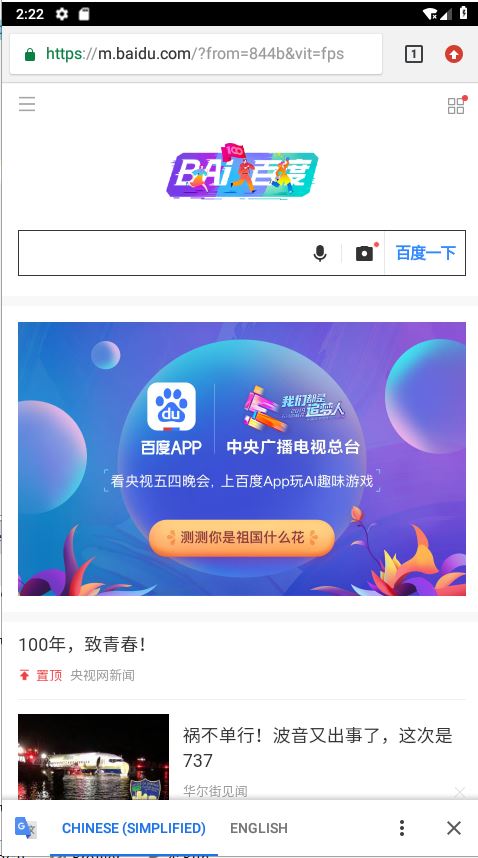 2:22
https://m.baidu.com/?from=844b&vit=fps
1
100
BAI百度
百度一下
du
百度APP
我们都是
2019
追梦人
中央广播电视总台
看央视五四晚会，上百度App玩AI趣味游戏
测测你是祖国什么花
100年，致青春！
置顶 央视网新闻
祸不单行！波音又出事了，这次是
737
华尔街见闻
CHINESE (SIMPLIFIED)
ENGLISH